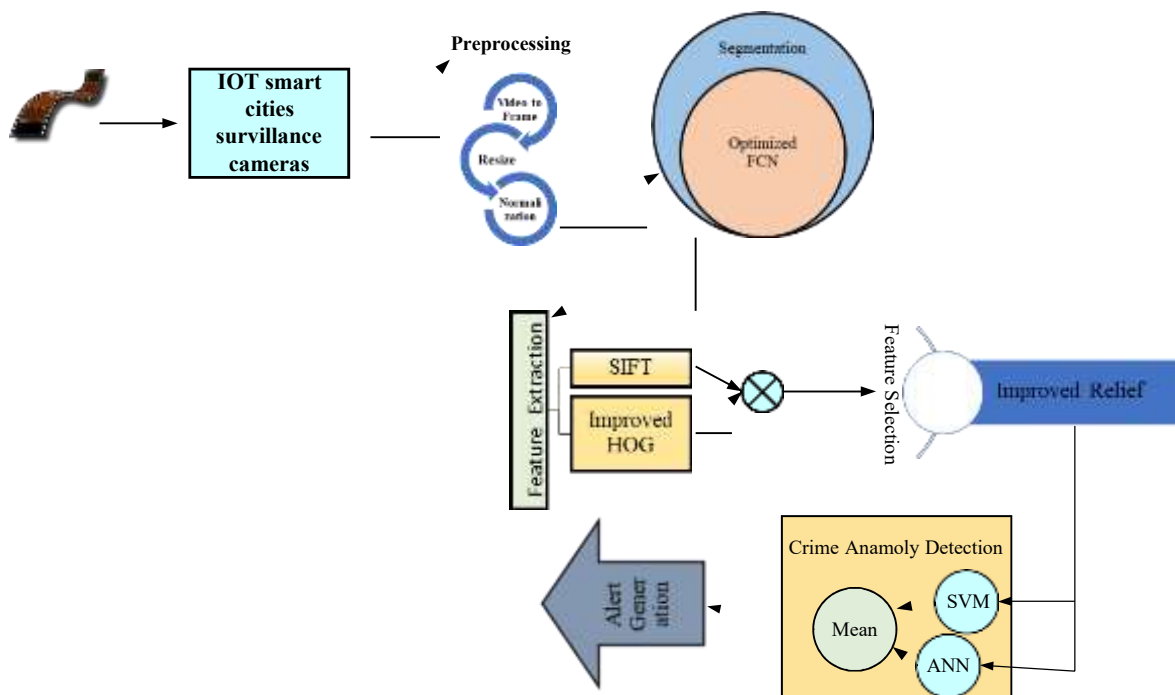 IOT smart
cities
survillance
cameras
Preprocessing
Video to
Frame
Resize
Normali
zation
Segmentation
Optimized
FCN
Feature Extraction
SIFT
Improved
HOG
Feature Selection
Improved Relief
Crime Anamoly Detection
SVM
Mean
ANN
Alert
Gener
ation